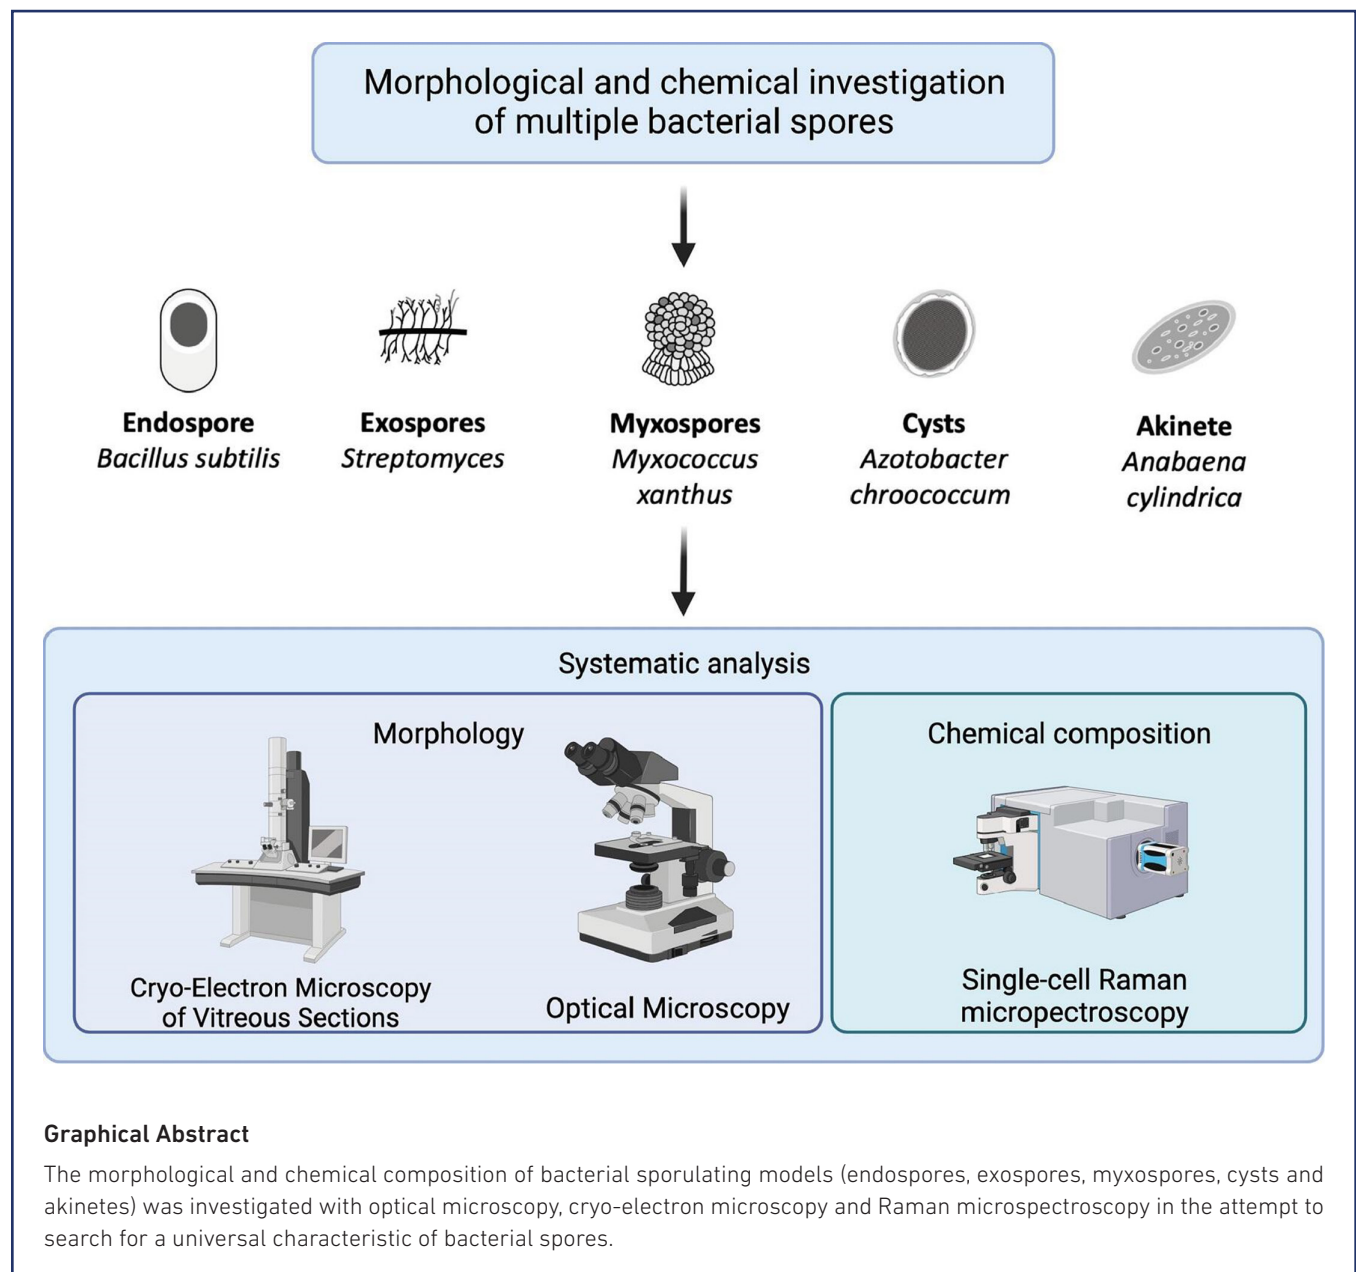 Morphological and chemical investigation
of multiple bacterial spores
Endospore
Bacillus subtilis
Exospores
Streptomyces
Myxospores
Myxococcus
xanthus
Cysts
Azotobacter
chroococcum
Akinete
Anabaena
cylindrica
Systematic analysis
Morphology
Cryo-Electron Microscopy
of Vitreous Sections
Optical Microscopy
Chemical composition
Single-cell Raman
micropectroscopy
Graphical Abstract
The morphological and chemical composition of bacterial sporulating models (endospores, exospores, myxospores, cysts and
akinetes) was investigated with optical microscopy, cryo-electron microscopy and Raman microspectroscopy in the attempt to
search for a universal characteristic of bacterial spores.